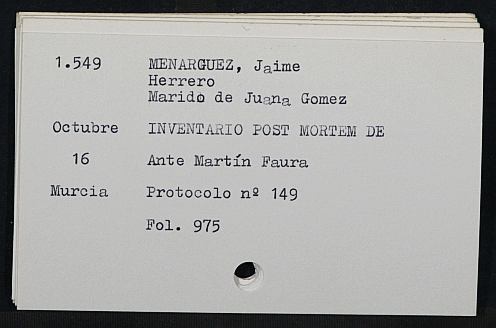 1.549 MENARGUEZ, Jaime
Herrero
Marido de Juana Gomez
Octubre INVENTARIO POST MORTEM DE
16 Ante Martín Faura
Murcia Protocolo nº 149
Fol. 975